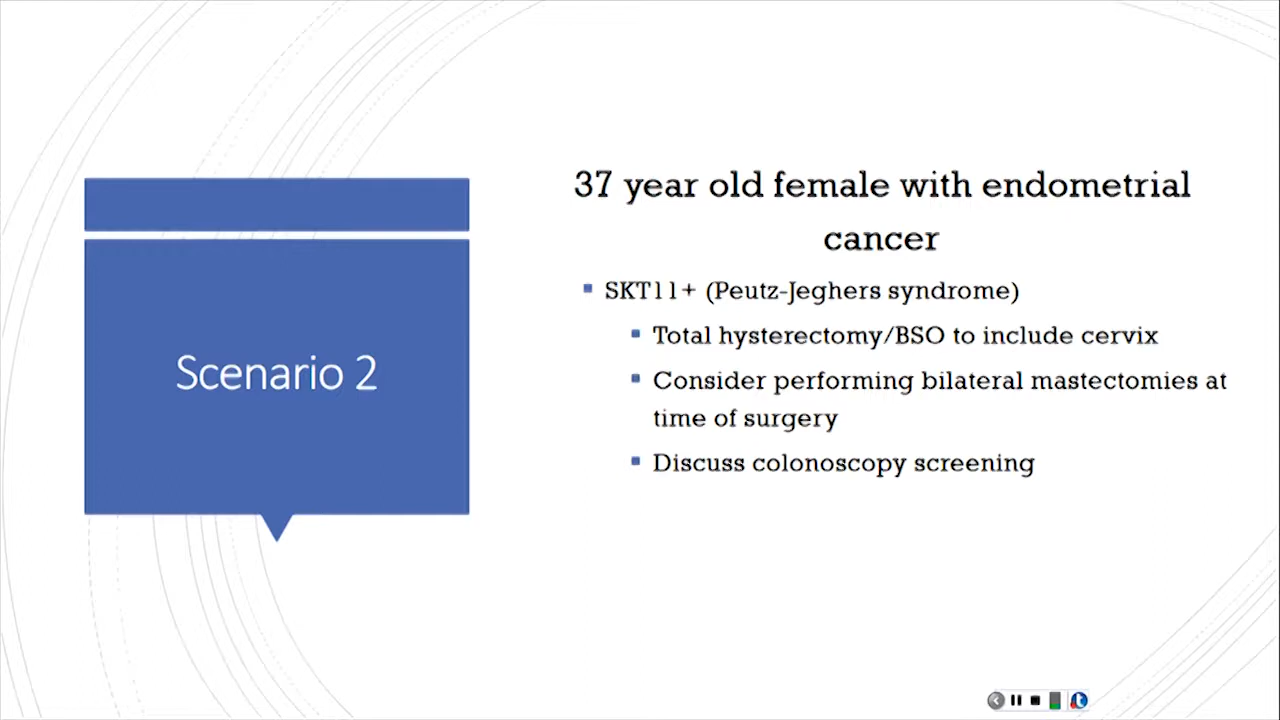 Scenario 2
37 year old female with endometrial
cancer
SKT11+ (Peutz-Jeghers syndrome)
Total hysterectomy/BSO to include cervix
Consider performing bilateral mastectomies at
time of surgery
Discuss colonoscopy screening